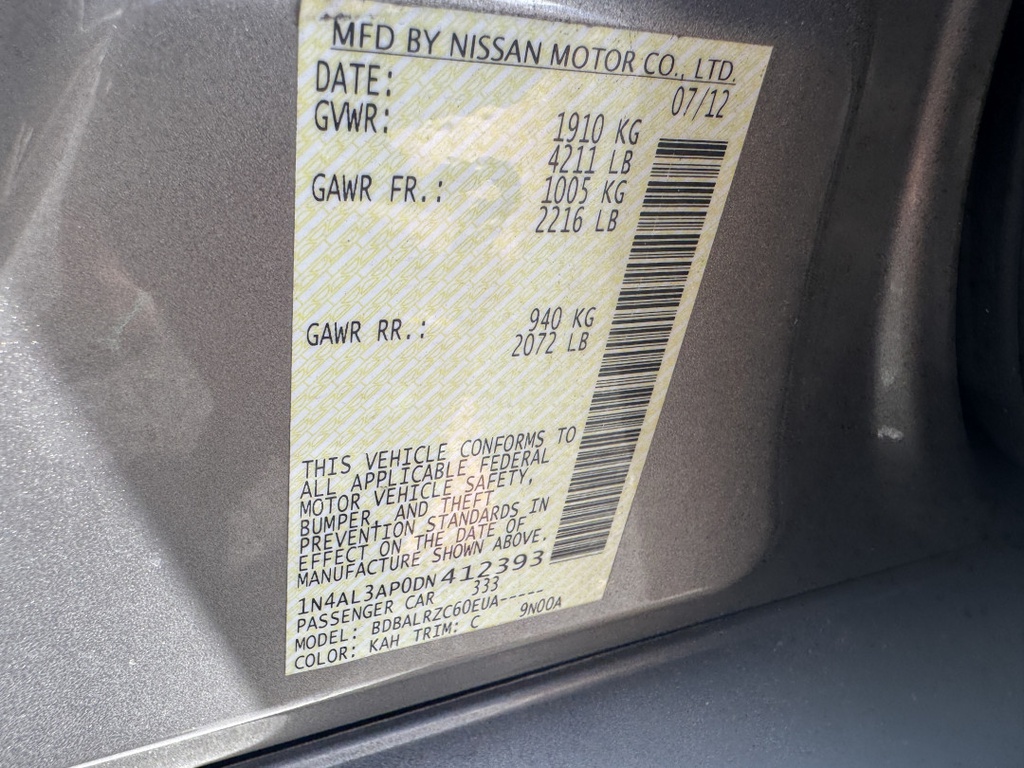 MFD BY NISSAN MOTOR CO., LTD.
DATE: 07/12
GVWR: 1910 KG
4211 LB
GAWR FR.: 1005 KG
2216 LB
GAWR RR.: 940 KG
2072 LB
THIS VEHICLE CONFORMS TO
ALL APPLICABLE FEDERAL
MOTOR VEHICLE SAFETY,
BUMPER, AND THEFT
PREVENTION STANDARDS IN
EFFECT ON THE DATE OF
MANUFACTURE SHOWN ABOVE.
1N4AL3AP0DN412393
PASSENGER CAR 333
MODEL: BDBALRZC60EUA-----
COLOR: KAH TRIM: C 9N00A